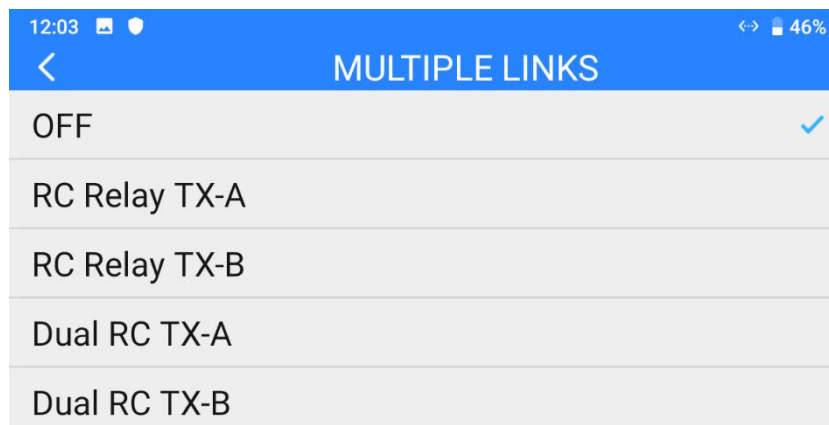 12:03 46%
MULTIPLE LINKS
OFF
RC Relay TX-A
RC Relay TX-B
Dual RC TX-A
Dual RC TX-B